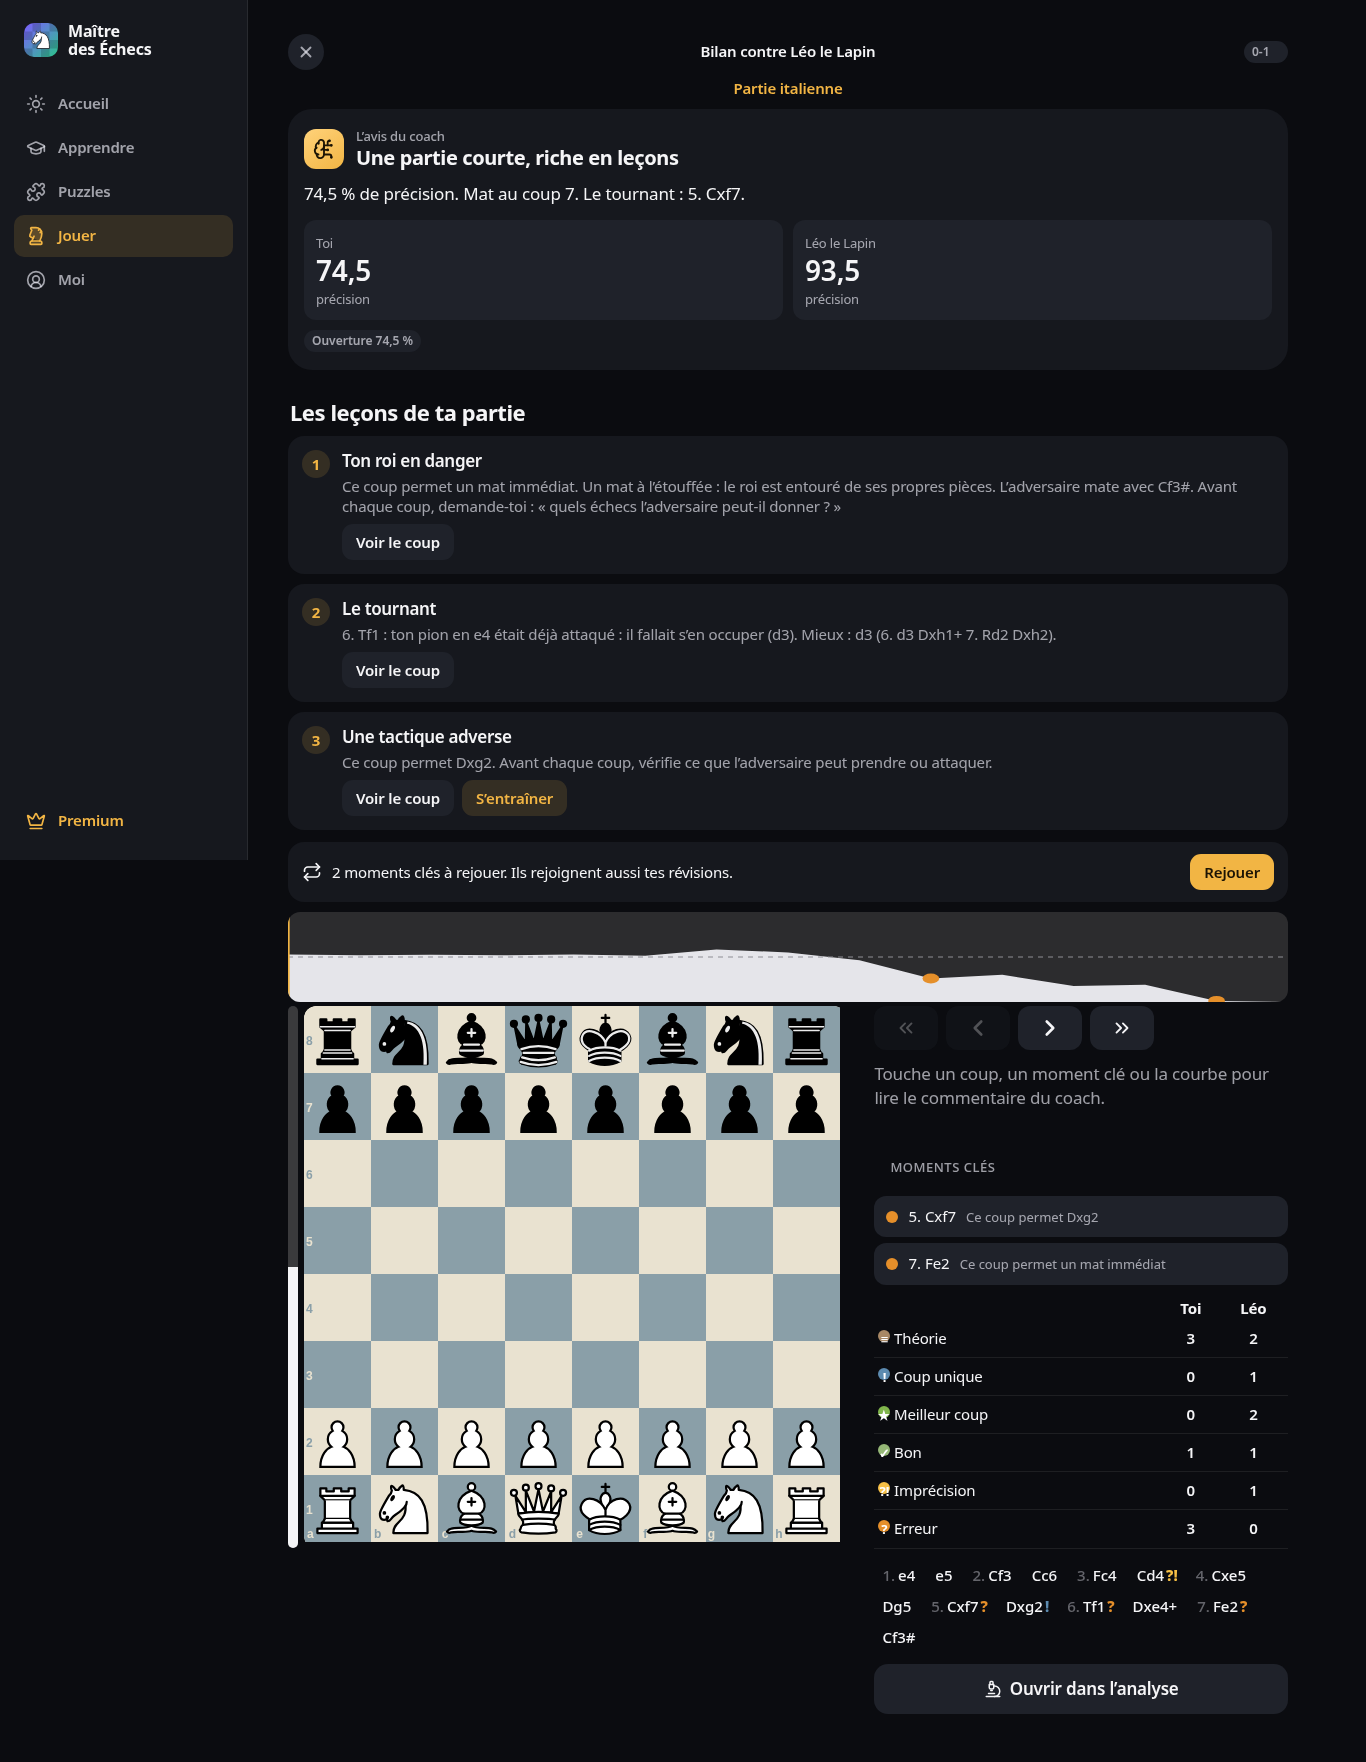 Maître
des Échecs
Accueil
Apprendre
Puzzles
Jouer
Moi
Premium
Bilan contre Léo le Lapin
0-1
Partie italienne
L’avis du coach
Une partie courte, riche en leçons
74,5 % de précision. Mat au coup 7. Le tournant : 5. Cxf7.
Toi
74,5
précision
Léo le Lapin
93,5
précision
Ouverture 74,5 %
Les leçons de ta partie
1
Ton roi en danger
Ce coup permet un mat immédiat. Un mat à l’étouffée : le roi est entouré de ses propres pièces. L’adversaire mate avec Cf3#. Avant
chaque coup, demande-toi : « quels échecs l’adversaire peut-il donner ? »
Voir le coup
2
Le tournant
6. Tf1 : ton pion en e4 était déjà attaqué : il fallait s’en occuper (d3). Mieux : d3 (6. d3 Dxh1+ 7. Rd2 Dxh2).
Voir le coup
3
Une tactique adverse
Ce coup permet Dxg2. Avant chaque coup, vérifie ce que l’adversaire peut prendre ou attaquer.
Voir le coup S’entraîner
2 moments clés à rejouer. Ils rejoignent aussi tes révisions.
Rejouer
8
7
6
5
4
3
2
1
a b c d e f g h
Touche un coup, un moment clé ou la courbe pour
lire le commentaire du coach.
MOMENTS CLÉS
5. Cxf7 Ce coup permet Dxg2
7. Fe2 Ce coup permet un mat immédiat
Toi Léo
Théorie 3 2
! Coup unique 0 1
Meilleur coup 0 2
Bon 1 1
?! Imprécision 0 1
? Erreur 3 0
1. e4 e5 2. Cf3 Cc6 3. Fc4 Cd4?! 4. Cxe5
Dg5 5. Cxf7? Dxg2! 6. Tf1? Dxe4+ 7. Fe2?
Cf3#
Ouvrir dans l’analyse